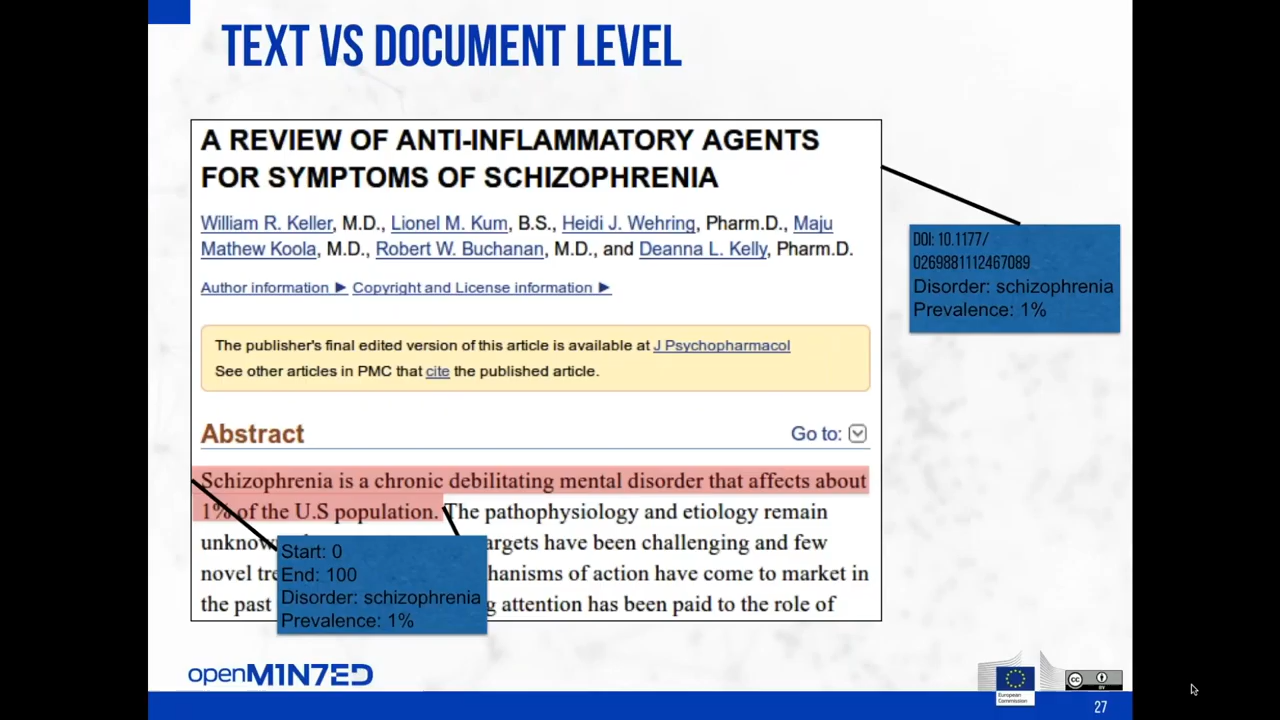 TEXT VS DOCUMENT LEVEL
A REVIEW OF ANTI-INFLAMMATORY AGENTS
FOR SYMPTOMS OF SCHIZOPHRENIA
William R. Keller, M.D., Lionel M. Kum, B.S., Heidi J. Wehring, Pharm.D., Maju
Mathew Koola, M.D., Robert W. Buchanan, M.D., and Deanna L. Kelly, Pharm.D.
Author information ► Copyright and License information ►
The publisher's final edited version of this article is available at J Psychopharmacol
See other articles in PMC that cite the published article.
Abstract
Go to:
Schizophrenia is a chronic debilitating mental disorder that affects about
1% of the U.S population. The pathophysiology and etiology remain
unknow argets have been challenging and few
novel tre hanisms of action have come to market in
the past g attention has been paid to the role of
Start: 0
End: 100
Disorder: schizophrenia
Prevalence: 1%
DOI: 10.1177/
0269881112467089
Disorder: schizophrenia
Prevalence: 1%
openM1N7ED
European
Commission
CC
BY
27